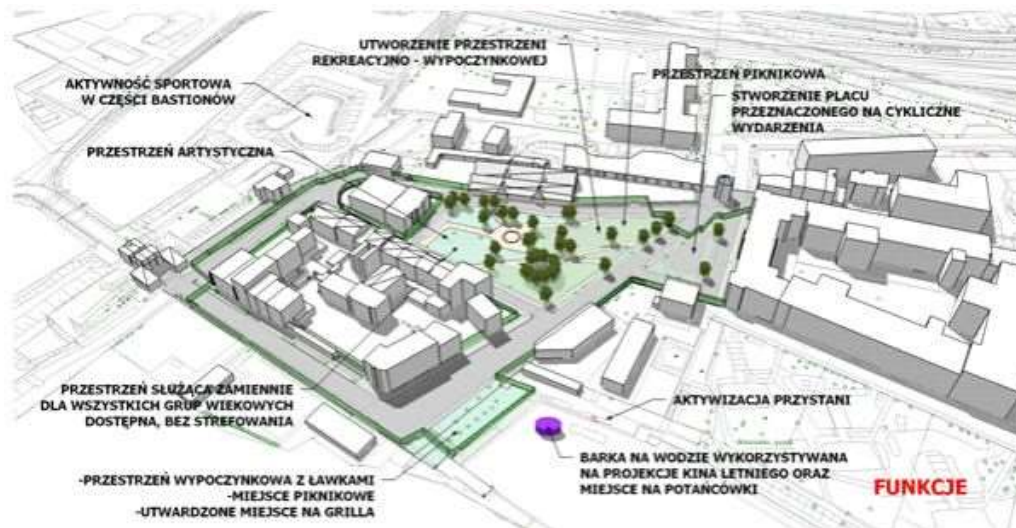 UTWORZENIE PRZESTRZENI
REKREACYJNO - WYPOCZYNKOWEJ
AKTYWNOŚĆ SPORTOWA
W CZĘŚCI BASTIONÓW
PRZESTRZEŃ PIKNIKOWA
STWORZENIE PLACU
PRZEZNACZONEGO NA CYKLICZNE
WYDARZENIA
PRZESTRZEŃ ARTYSTYCZNA
PRZESTRZEŃ SŁUŻĄCA ZAMIENNIE
DLA WSZYSTKICH GRUP WIEKOWYCH
DOSTĘPNA, BEZ STREFOWANIA
AKTYWIZACJA PRZYSTANI
BARKA NA WODZIE WYKORZYSTYWANA
NA PROJEKCJE KINA LETNIEGO ORAZ
MIEJSCE NA POTAŃCÓWKI
-PRZESTRZEŃ WYPOCZYNKOWA Z ŁAWKAMI
-MIEJSCE PIKNIKOWE
-UTWARDZONE MIEJSCE NA GRILLA
FUNKCJE